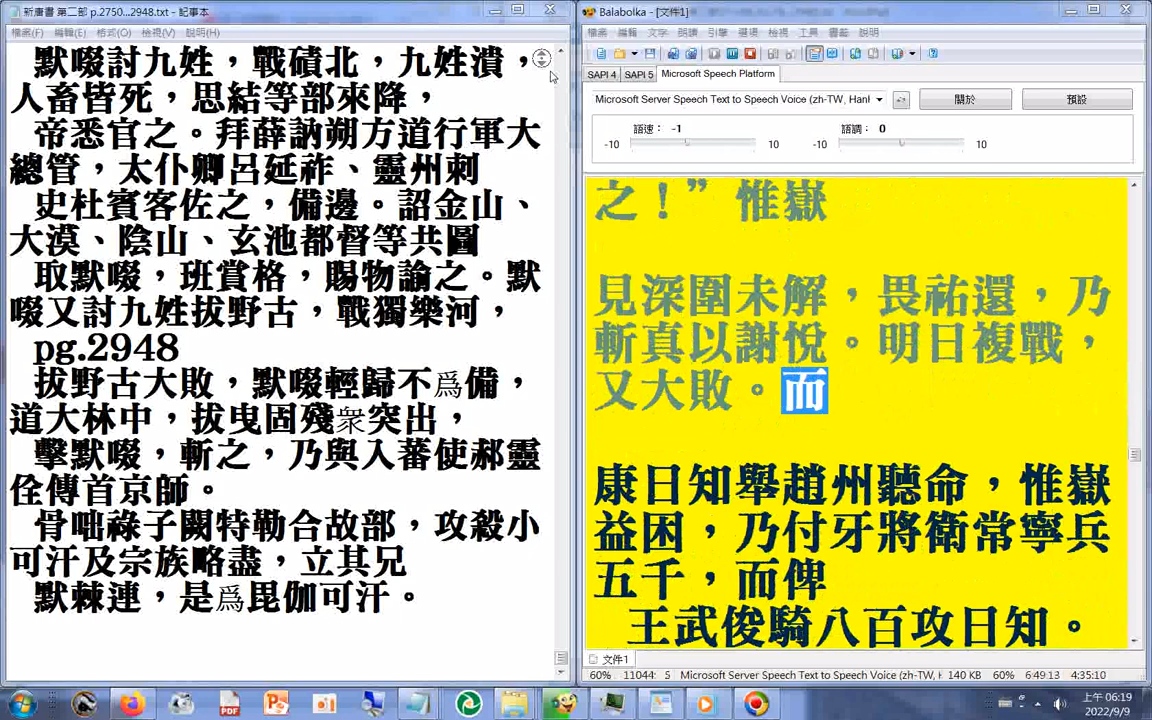 新唐書 第二部 p.2750...2948.txt - 記事本
檔案(F) 編輯(E) 格式(O) 檢視(V) 說明(H)
默啜討九姓，戰磧北，九姓潰，
人畜皆死，思結等部來降，
帝悉官之。拜薛訥朔方道行軍大
總管，太仆卿呂延祚、靈州刺
史杜賓客佐之，備邊。詔金山、
大漠、陰山、玄池都督等共圖
取默啜，班賞格，賜物諭之。默
啜又討九姓拔野古，戰獨樂河，
pg.2948
拔野古大敗，默啜輕歸不爲備，
道大林中，拔曳固殘衆突出，
擊默啜，斬之，乃與入蕃使郝靈
佺傳首京師。
骨咄祿子闕特勒合故部，攻殺小
可汗及宗族略盡，立其兄
默棘連，是爲毘伽可汗。
Balabolka - [文件1]
檔案 編輯 文字 朗讀 引擎 選項 檢視 工具 書籤 說明
SAPI 4 SAPI 5 Microsoft Speech Platform
Microsoft Server Speech Text to Speech Voice (zh-TW, Hanl
關於 預設
語速： -1 語調： 0
-10 10 -10 10
之！” 惟嶽
見深圍未解，畏祐還，乃
斬真以謝悅。明日複戰，
又大敗。而
康日知舉趙州聽命，惟嶽
益困，乃付牙將衛常寧兵
五千，而俾
王武俊騎八百攻日知。
文件1
60% 11044: S Microsoft Server Speech Text to Speech Voice (zh-TW, H 140 KB 60% 6:49:13 4:35:10
上午 06:19
2022/9/9